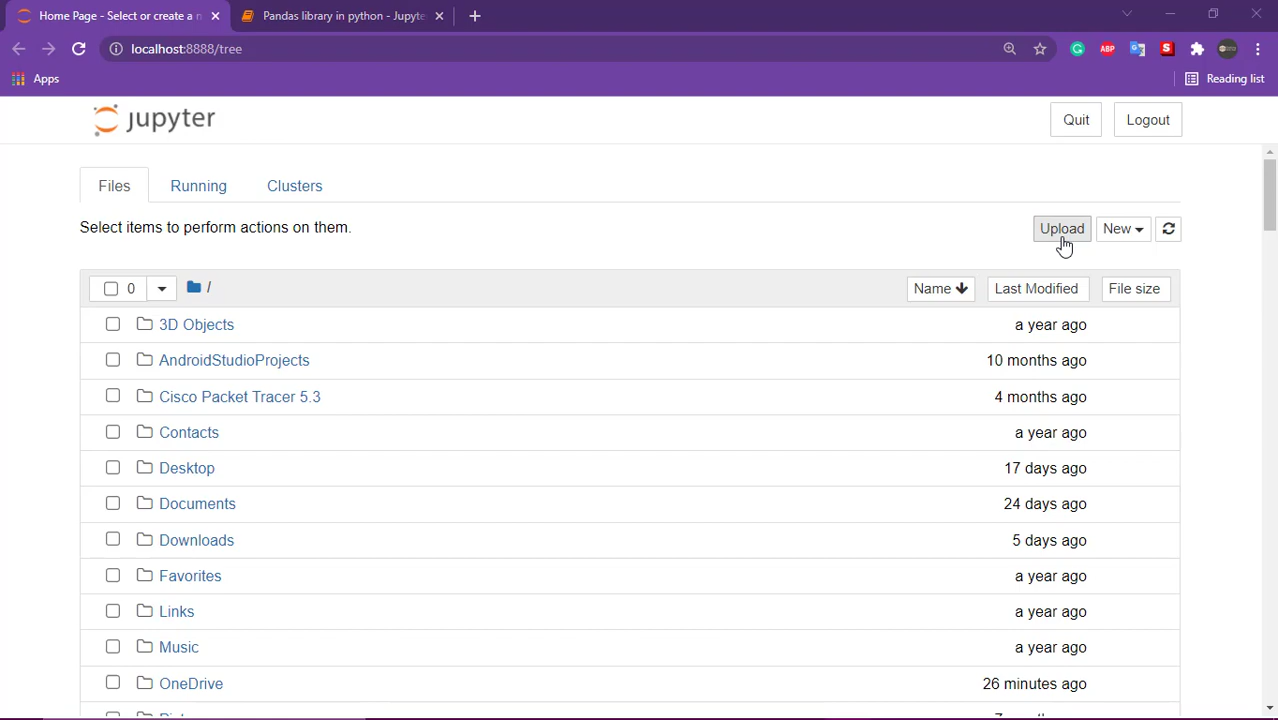 Home Page - Select or create a n
Pandas library in python - Jupyte
localhost:8888/tree
ABP
S
Apps
Reading list
jupyter
Quit
Logout
Files
Running
Clusters
Select items to perform actions on them.
Upload
New
0
/
Name
Last Modified
File size
3D Objects
a year ago
AndroidStudioProjects
10 months ago
Cisco Packet Tracer 5.3
4 months ago
Contacts
a year ago
Desktop
17 days ago
Documents
24 days ago
Downloads
5 days ago
Favorites
a year ago
Links
a year ago
Music
a year ago
OneDrive
26 minutes ago